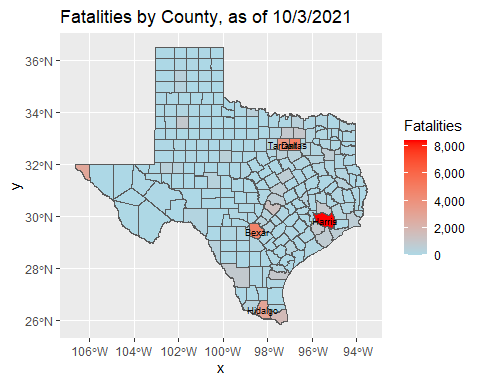 Fatalities by County, as of 10/3/2021
36°N
34°N
32°N
30°N
28°N
26°N
y
Tarrant
Dallas
Harris
Bexar
Hidalgo
106°W
104°W
102°W
100°W
98°W
96°W
94°W
x
Fatalities
8,000
6,000
4,000
2,000
0